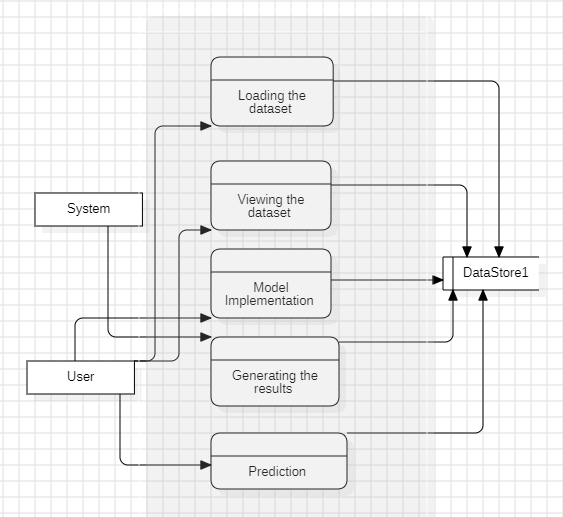 Loading the
dataset
System
Viewing the
dataset
DataStore1
Model
Implementation
User
Generating the
results
Prediction